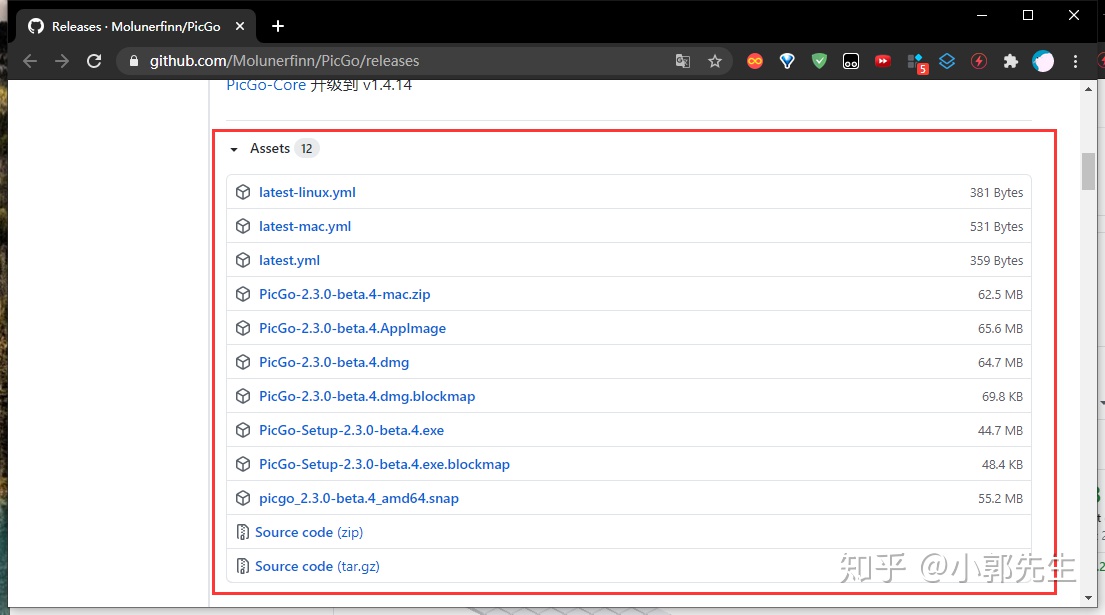 Releases · Molunerfinn/PicGo
github.com/Molunerfinn/PicGo/releases
5
PicGo-Core 升级到 v1.4.14
Assets 12
latest-linux.yml 381 Bytes
latest-mac.yml 531 Bytes
latest.yml 359 Bytes
PicGo-2.3.0-beta.4-mac.zip 62.5 MB
PicGo-2.3.0-beta.4.AppImage 65.6 MB
PicGo-2.3.0-beta.4.dmg 64.7 MB
PicGo-2.3.0-beta.4.dmg.blockmap 69.8 KB
PicGo-Setup-2.3.0-beta.4.exe 44.7 MB
PicGo-Setup-2.3.0-beta.4.exe.blockmap 48.4 KB
picgo_2.3.0-beta.4_amd64.snap 55.2 MB
Source code (zip)
Source code (tar.gz)
知乎 @小郭先生